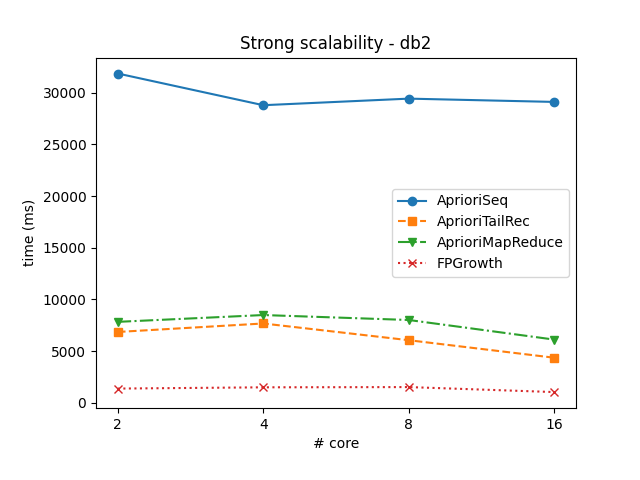 Strong scalability - db2
30000
25000
20000
15000
10000
5000
0
time (ms)
AprioriSeq
AprioriTailRec
AprioriMapReduce
FPGrowth
2 4 8 16
# core